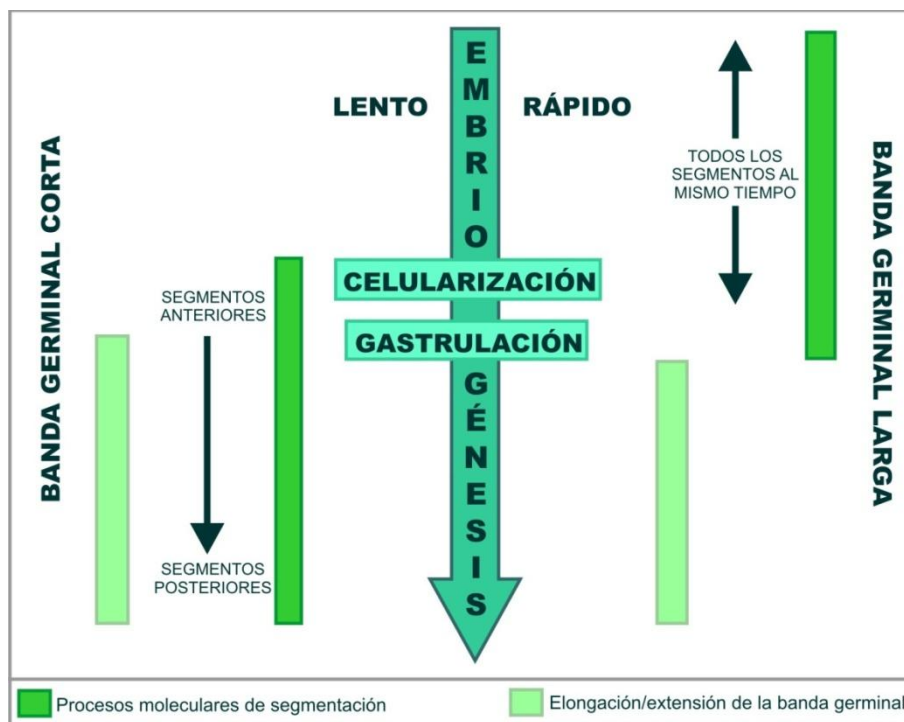 EMBRIO
LENTO
RÁPIDO
TODOS LOS
SEGMENTOS AL
MISMO TIEMPO
BANDA GERMINAL CORTA
BANDA GERMINAL LARGA
CELULARIZACIÓN
SEGMENTOS
ANTERIORES
GASTRULACIÓN
GÉNESIS
SEGMENTOS
POSTERIORES
Procesos moleculares de segmentación
Elongación/extensión de la banda germinal